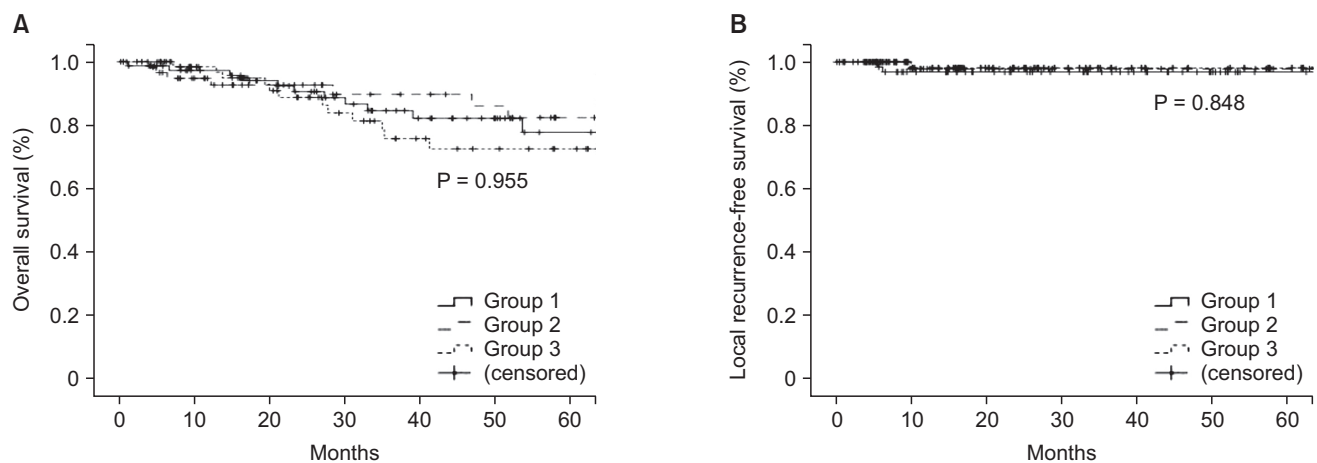 A
Overall survival (%)
1.0
0.8
0.6
0.4
0.2
0
P = 0.955
Group 1
Group 2
Group 3
(censored)
0 10 20 30 40 50 60
Months
B
Local recurrence-free survival (%)
1.0
0.8
0.6
0.4
0.2
0
P = 0.848
Group 1
Group 2
Group 3
(censored)
0 10 20 30 40 50 60
Months